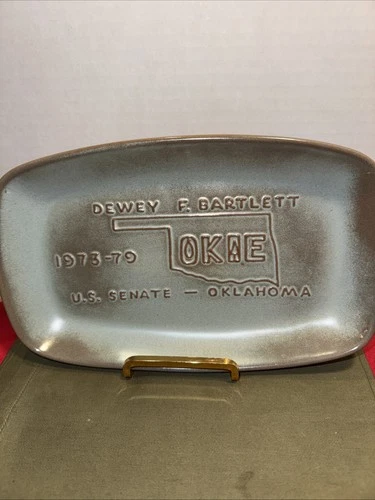 DEWEY F. BARTLETT
OKIE
1973-79
U.S. SENATE — OKLAHOMA